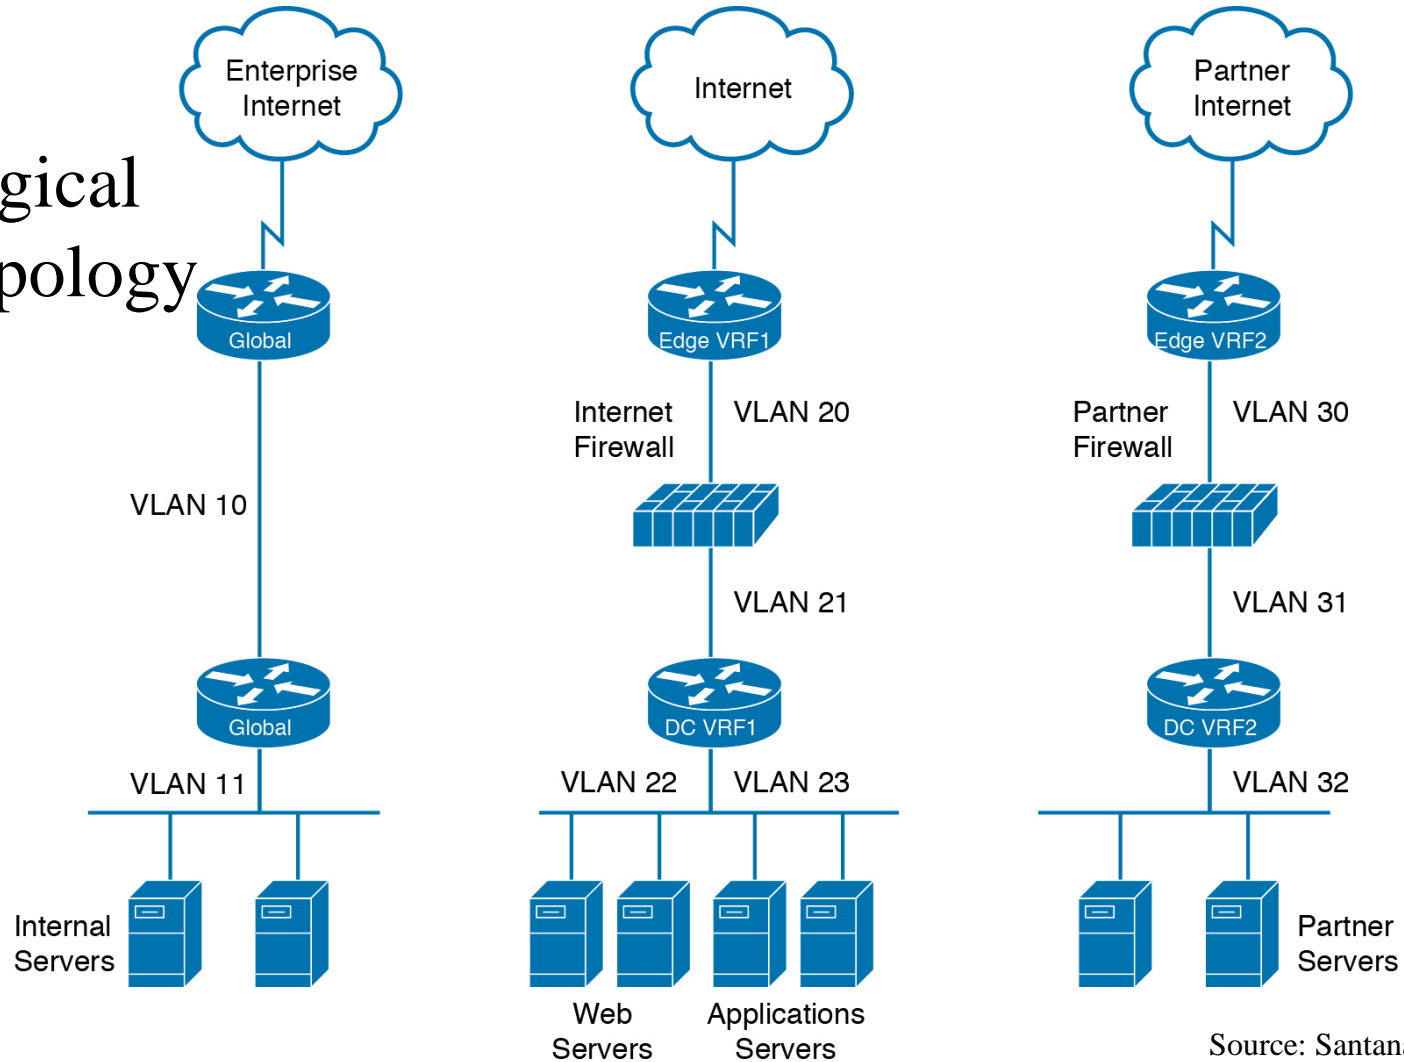 Enterprise
Internet
Internet
Partner
Internet
gical
pology
Global
Edge VRF1
Edge VRF2
Internet
Firewall
VLAN 20
Partner
Firewall
VLAN 30
VLAN 10
VLAN 21
VLAN 31
Global
DC VRF1
DC VRF2
VLAN 11
VLAN 22
VLAN 23
VLAN 32
Internal
Servers
Partner
Servers
Web
Servers
Applications
Servers
Source: Santana